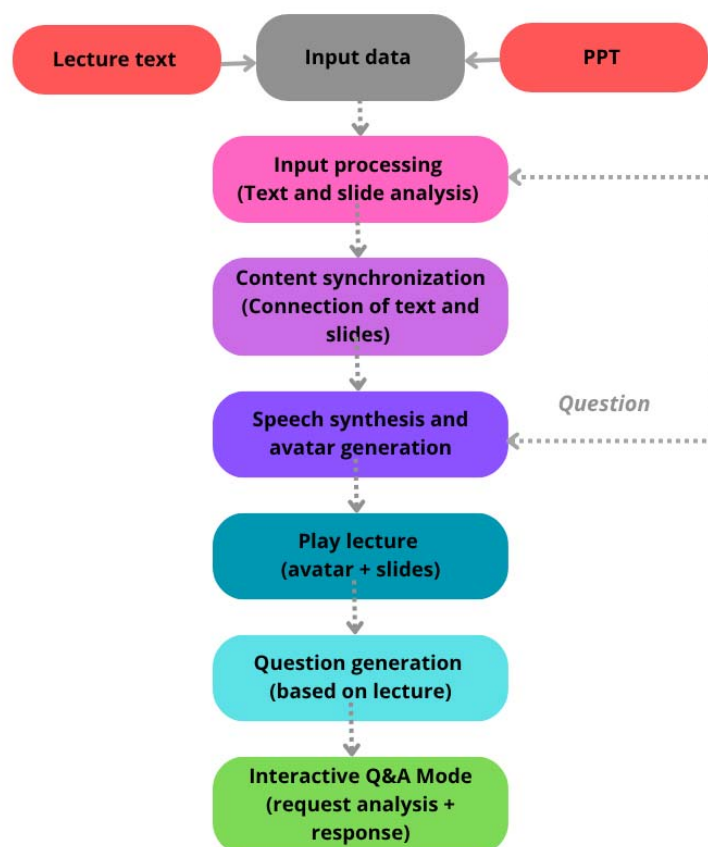 Lecture text
Input data
PPT
Input processing
(Text and slide analysis)
Content synchronization
(Connection of text and
slides)
Question
Speech synthesis and
avatar generation
Play lecture
(avatar + slides)
Question generation
(based on lecture)
Interactive Q&A Mode
(request analysis +
response)